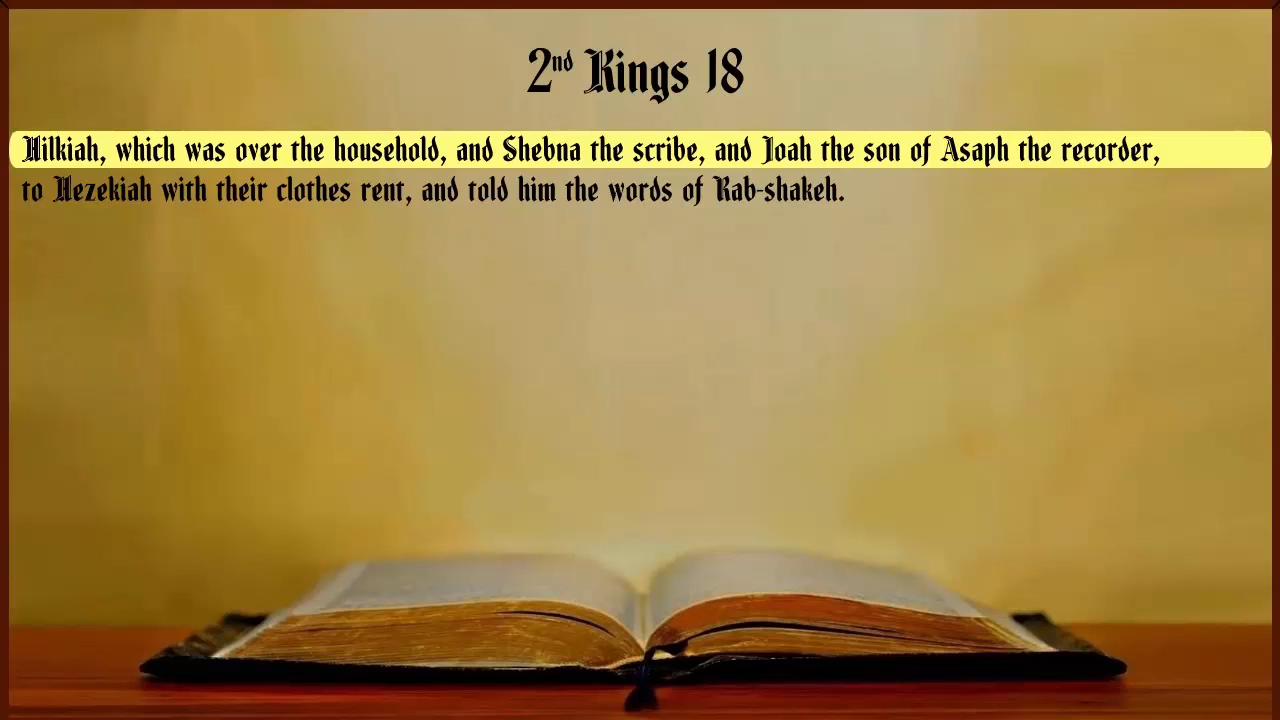 2nd Kings 18
Hilkiah, which was over the household, and Shebna the scribe, and Joah the son of Asaph the recorder,
to Hezekiah with their clothes rent, and told him the words of Rab-shakeh.